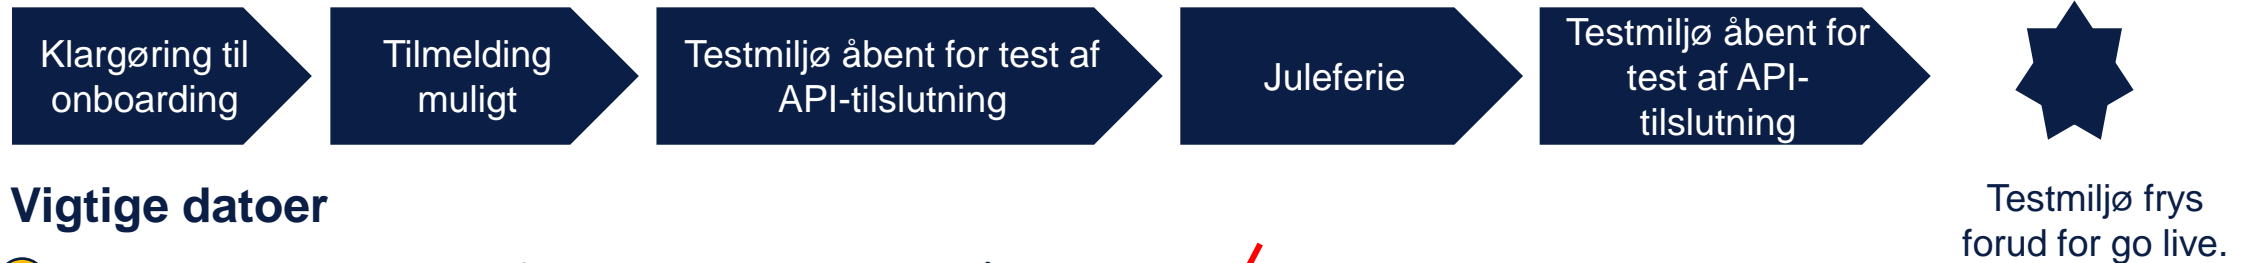 Klargøring til
onboarding
Tilmelding
muligt
Testmiljø åbent for test af
API-tilslutning
Juleferie
Testmiljø åbent for
test af API-
tilslutning
Testmiljø frys
forud for go live.
Vigtige datoer